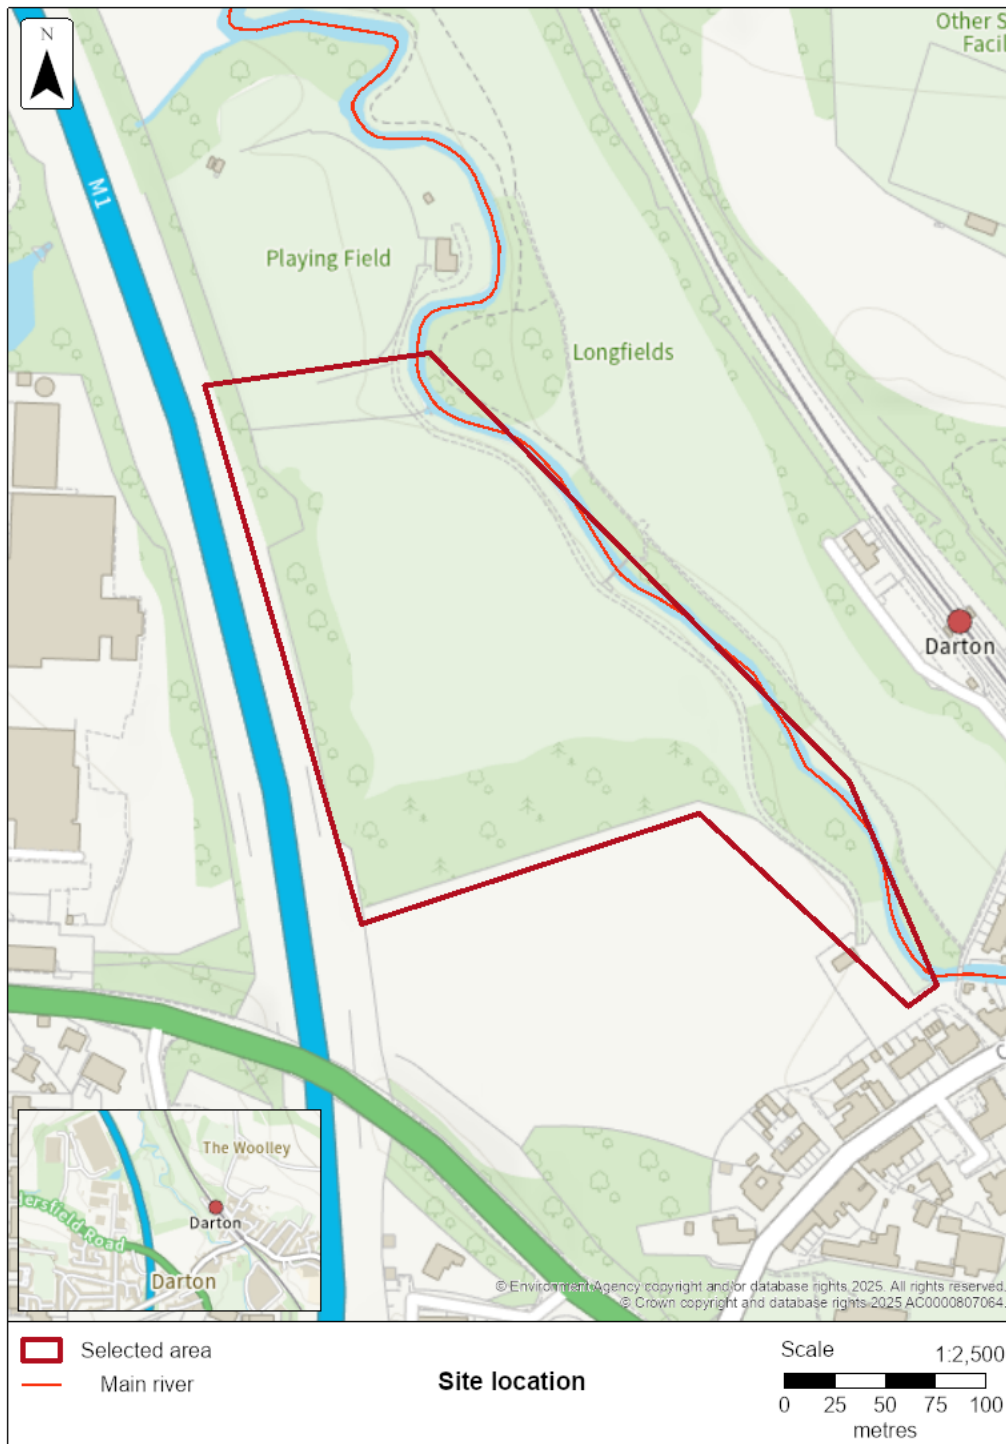 N
Other S
Facil
M1
Playing Field
Longfields
Darton
C
The Woolley
Darton
ersfield Road
Darton
© Environment Agency copyright and/or database rights 2025. All rights reserved.
© Crown copyright and database rights 2025 AC0000807064.
Selected area
Main river
Site location
Scale
1:2,500
0 25 50 75 100
metres